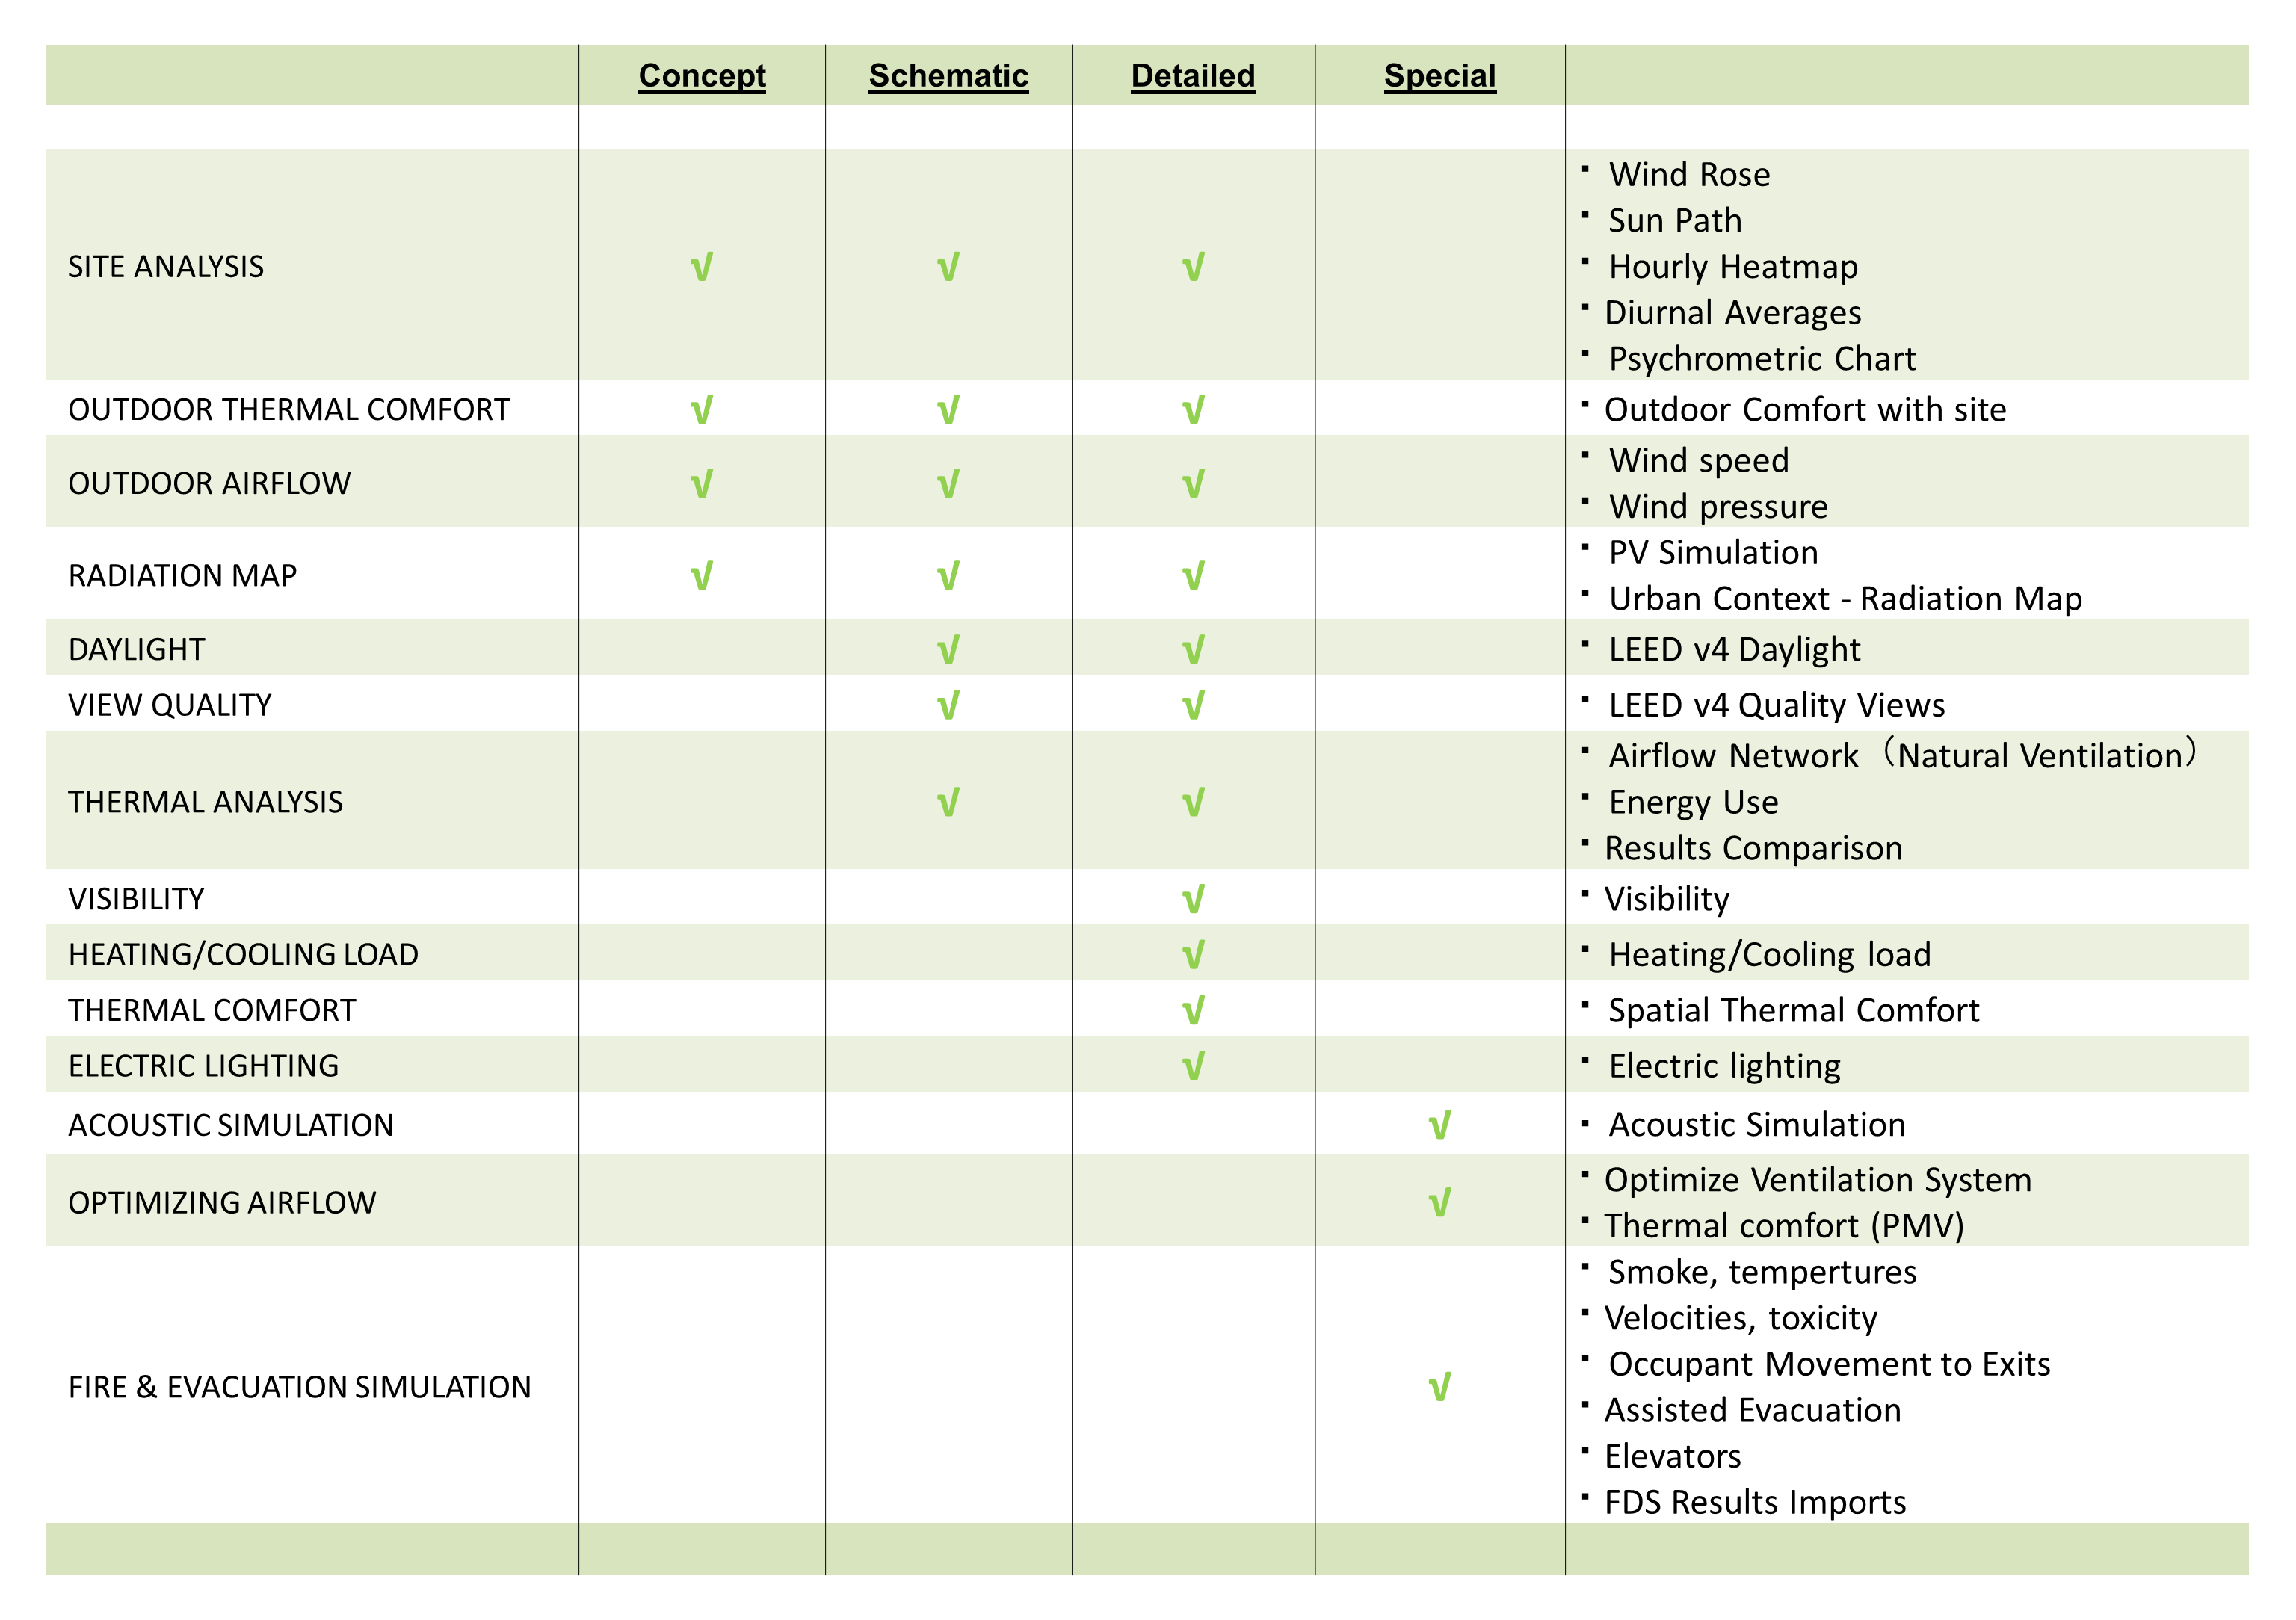 Concept Schematic Detailed Special
SITE ANALYSIS √ √ √
▪ Wind Rose
▪ Sun Path
▪ Hourly Heatmap
▪ Diurnal Averages
▪ Psychrometric Chart
OUTDOOR THERMAL COMFORT √ √ √ ▪ Outdoor Comfort with site
OUTDOOR AIRFLOW √ √ √
▪ Wind speed
▪ Wind pressure
RADIATION MAP √ √ √
▪ PV Simulation
▪ Urban Context - Radiation Map
DAYLIGHT √ √ ▪ LEED v4 Daylight
VIEW QUALITY √ √ ▪ LEED v4 Quality Views
THERMAL ANALYSIS √ √
▪ Airflow Network（Natural Ventilation）
▪ Energy Use
▪ Results Comparison
VISIBILITY √ ▪ Visibility
HEATING/COOLING LOAD √ ▪ Heating/Cooling load
THERMAL COMFORT √ ▪ Spatial Thermal Comfort
ELECTRIC LIGHTING √ ▪ Electric lighting
ACOUSTIC SIMULATION √ ▪ Acoustic Simulation
OPTIMIZING AIRFLOW √
▪ Optimize Ventilation System
▪ Thermal comfort (PMV)
FIRE & EVACUATION SIMULATION √
▪ Smoke, tempertures
▪ Velocities, toxicity
▪ Occupant Movement to Exits
▪ Assisted Evacuation
▪ Elevators
▪ FDS Results Imports